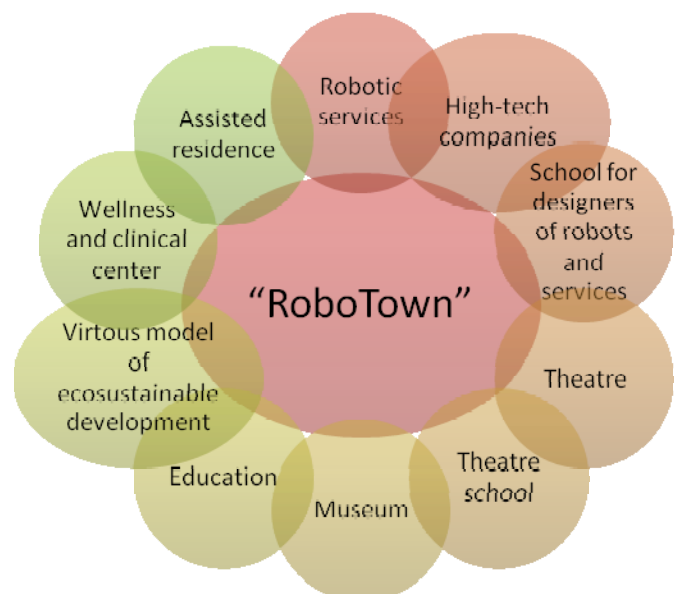 Robotic
services
High-tech
companies
School for
designers
of robots
and
services
Theatre
Theatre
school
Museum
Education
Virtous model
of
ecosustainable
development
Wellness
and clinical
center
Assisted
residence
“RoboTown”